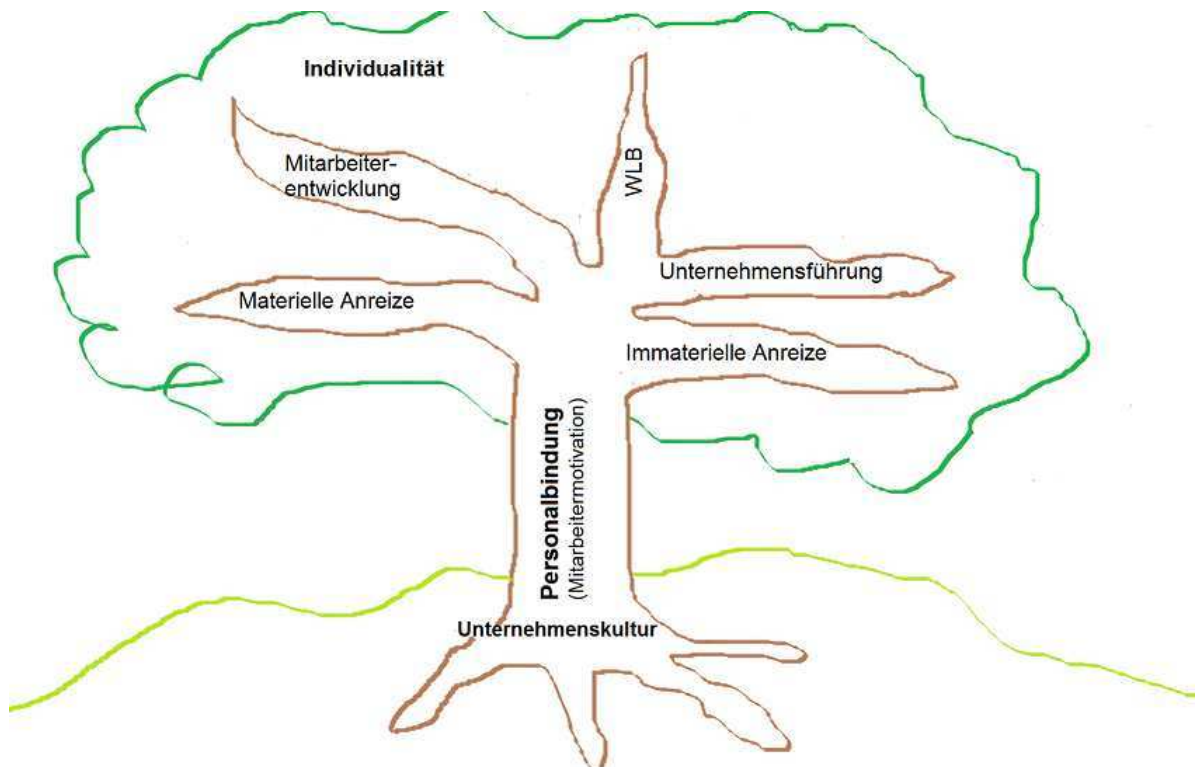 Individualität
Mitarbeiter-
entwicklung
WLB
Unternehmensführung
Materielle Anreize
Immaterielle Anreize
Personalbindung
(Mitarbeitermotivation)
Unternehmenskultur